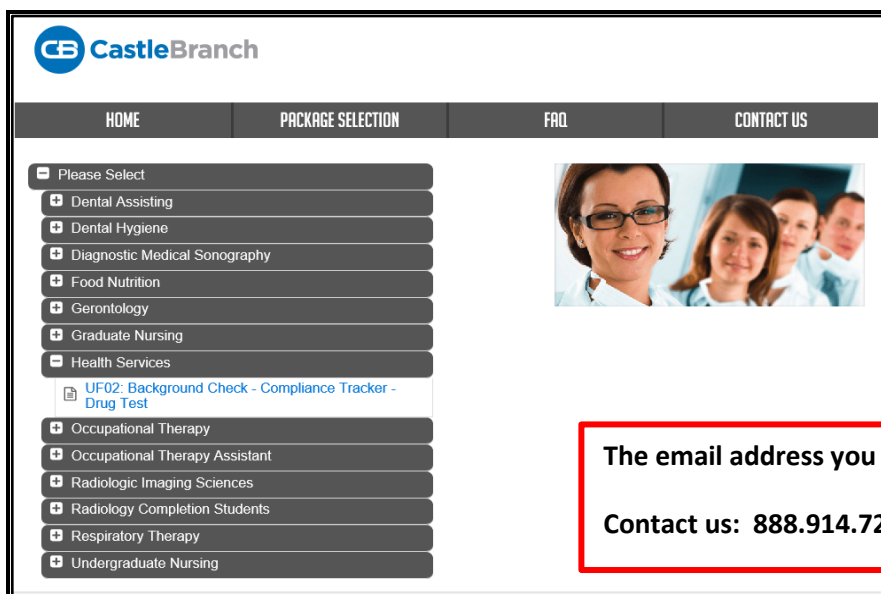 CB CastleBranch
HOME PACKAGE SELECTION FAQ CONTACT US
Please Select
Dental Assisting
Dental Hygiene
Diagnostic Medical Sonography
Food Nutrition
Gerontology
Graduate Nursing
Health Services
UF02: Background Check - Compliance Tracker -
Drug Test
Occupational Therapy
Occupational Therapy Assistant
Radiologic Imaging Sciences
Radiology Completion Students
Respiratory Therapy
Undergraduate Nursing
The email address you
Contact us: 888.914.72